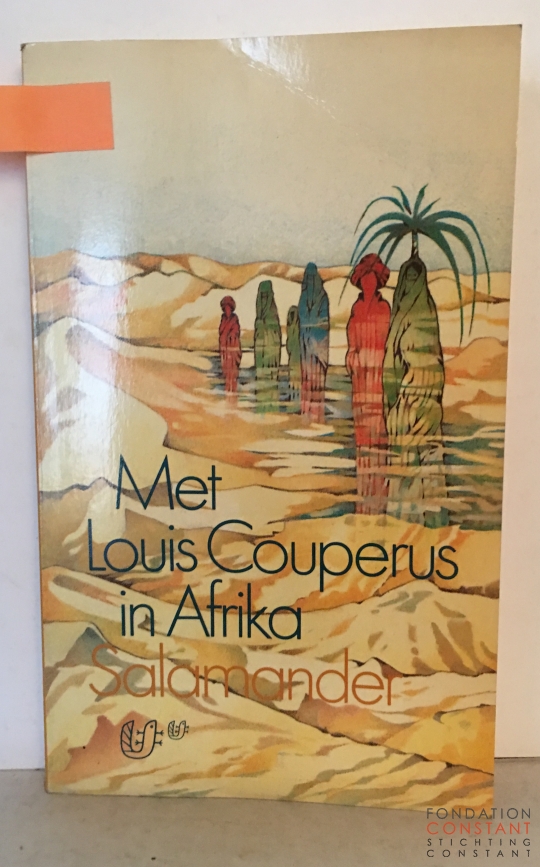 Met
Louis Couperus
in Afrika
Salamander
FONDATION
CONSTANT
STICHTING
CONSTANT